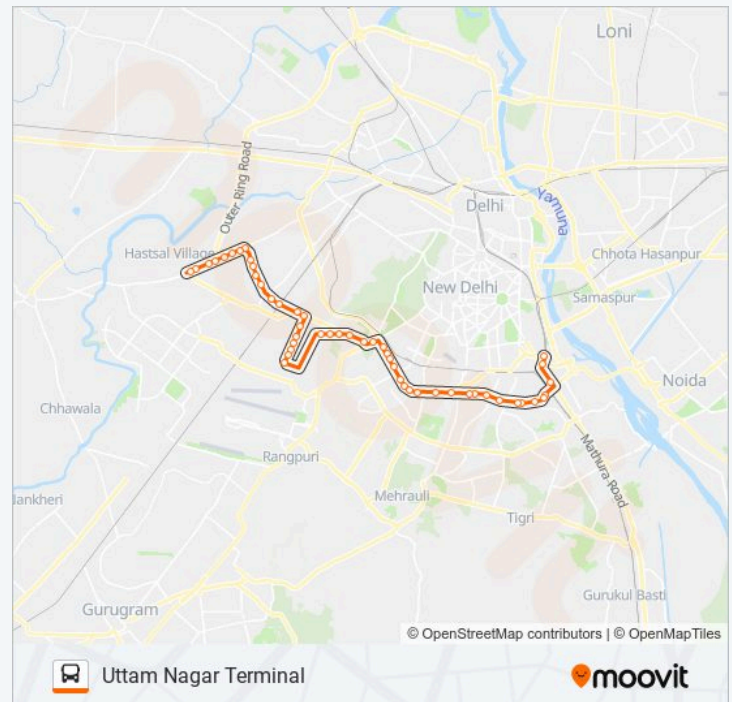 Loni
Outer Ring Road
Delhi
Yamuna
Hastsal Village
Chhota Hasanpur
New Delhi
Samaspur
Noida
Chhawala
Rangpuri
Mathura Road
Mehrauli
Nankheri
Tigri
Gurukul Basti
Gurugram
© OpenStreetMap contributors | © OpenMapTiles
Uttam Nagar Terminal
moovit